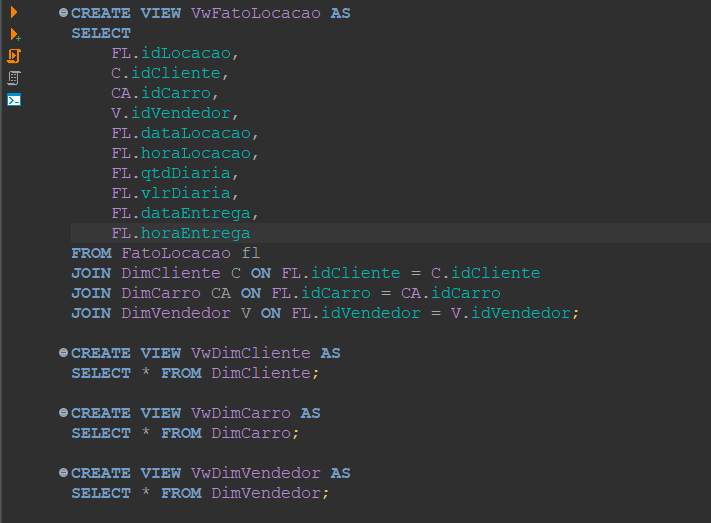 CREATE VIEW VwFatoLocacao AS
SELECT
FL.idLocacao,
C.idCliente,
CA.idCarro,
V.idVendedor,
FL.dataLocacao,
FL.horaLocacao,
FL.qtdDiaria,
FL.vlrDiaria,
FL.dataEntrega,
FL.horaEntrega
FROM FatoLocacao fl
JOIN DimCliente C ON FL.idCliente = C.idCliente
JOIN DimCarro CA ON FL.idCarro = CA.idCarro
JOIN DimVendedor V ON FL.idVendedor = V.idVendedor;
CREATE VIEW VwDimCliente AS
SELECT * FROM DimCliente;
CREATE VIEW VwDimCarro AS
SELECT * FROM DimCarro;
CREATE VIEW VwDimVendedor AS
SELECT * FROM DimVendedor;